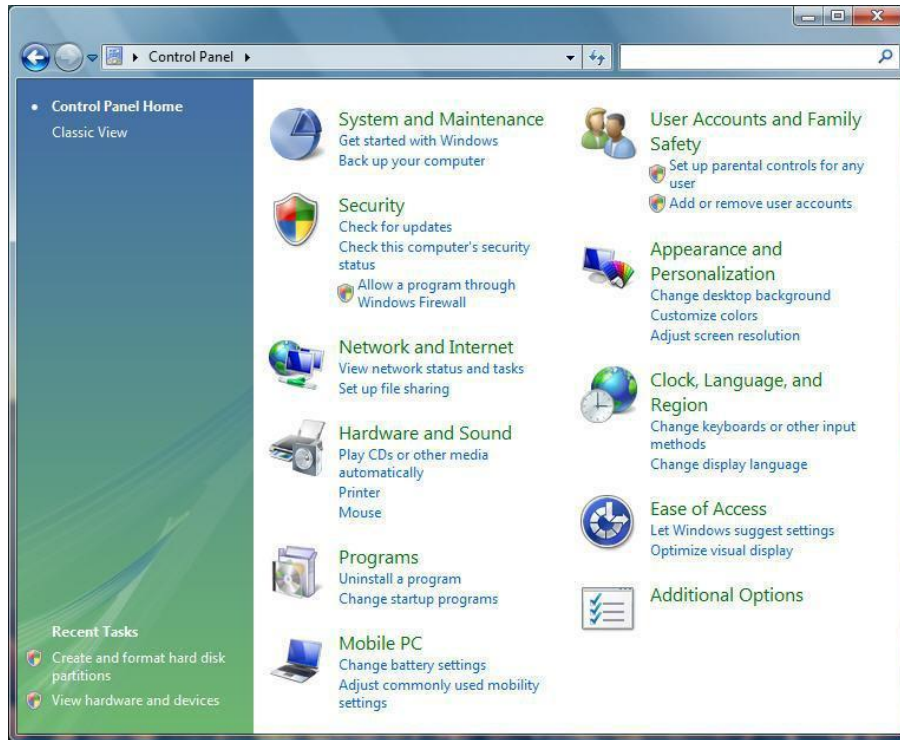 Control Panel
Control Panel Home
Classic View
Recent Tasks
Create and format hard disk
partitions
View hardware and devices
System and Maintenance
Get started with Windows
Back up your computer
Security
Check for updates
Check this computer's security
status
Allow a program through
Windows Firewall
Network and Internet
View network status and tasks
Set up file sharing
Hardware and Sound
Play CDs or other media
automatically
Printer
Mouse
Programs
Uninstall a program
Change startup programs
Mobile PC
Change battery settings
Adjust commonly used mobility
settings
User Accounts and Family
Safety
Set up parental controls for any
user
Add or remove user accounts
Appearance and
Personalization
Change desktop background
Customize colors
Adjust screen resolution
Clock, Language, and
Region
Change keyboards or other input
methods
Change display language
Ease of Access
Let Windows suggest settings
Optimize visual display
Additional Options